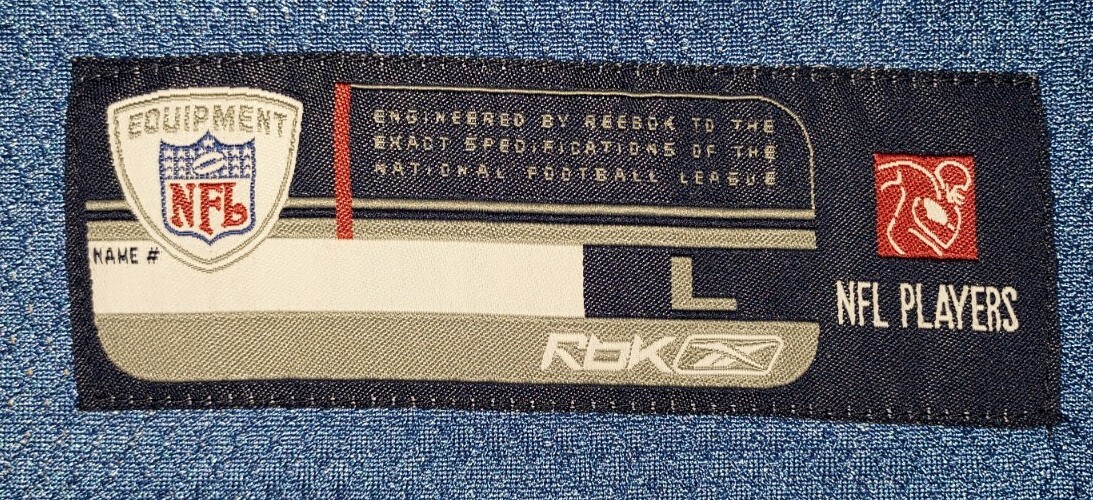 EQUIPMENT
NFL
ENGINEERED BY REEBOK TO THE
EXACT SPECIFICATIONS OF THE
NATIONAL FOOTBALL LEAGUE
NAME #
L
RbK
NFL PLAYERS